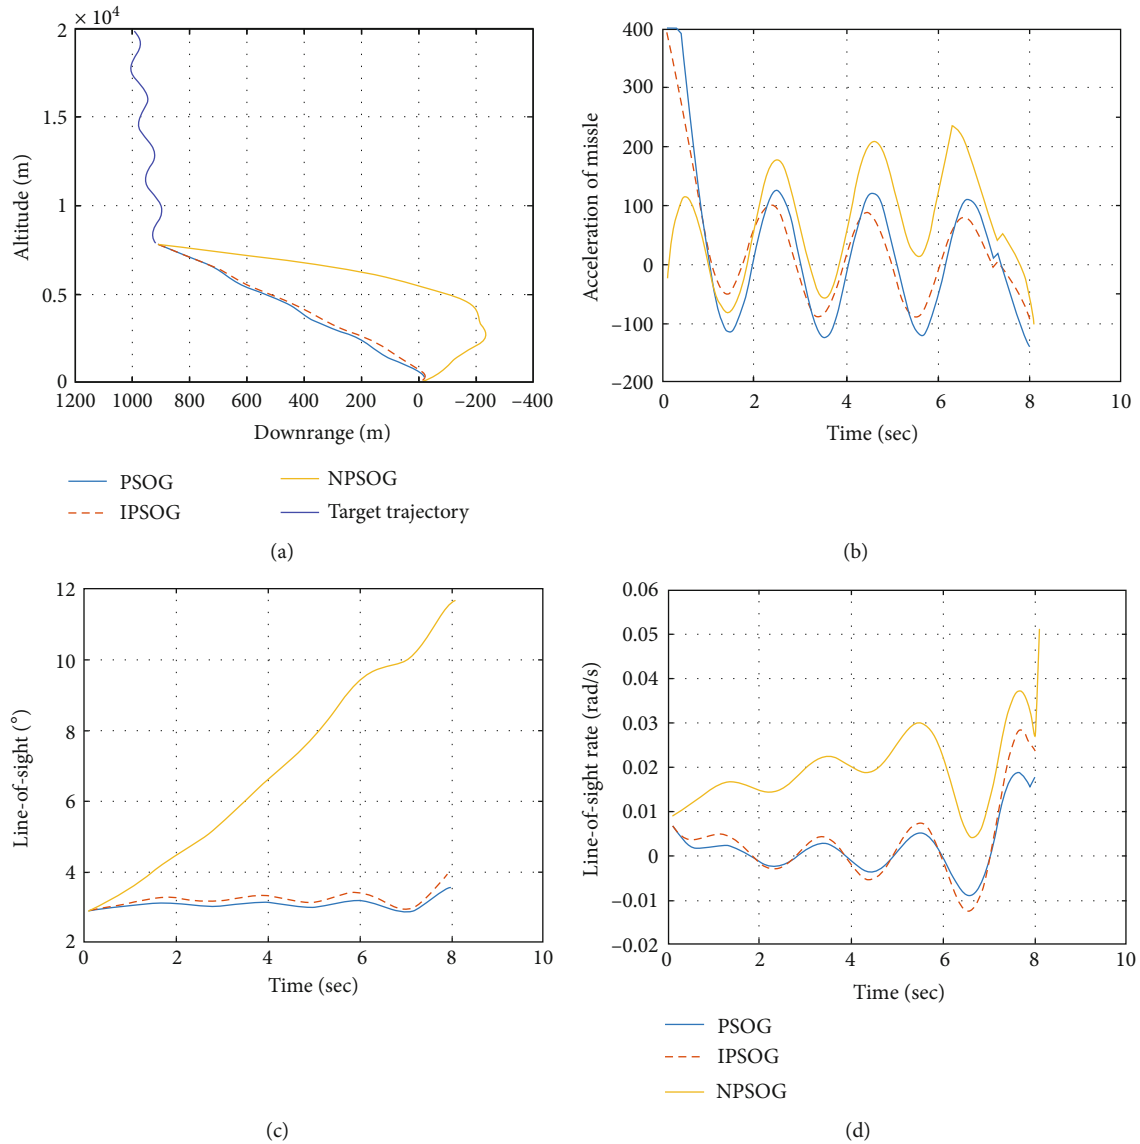 × 10⁴
2
1.5
1
0.5
0
Altitude (m)
1200 1000 800 600 400 200 0 −200 −400
Downrange (m)
PSOG
IPSOG
NPSOG
Target trajectory
(a)
400
300
200
100
0
−100
−200
Acceleration of missle
0 2 4 6 8 10
Time (sec)
(b)
12
10
8
6
4
2
Line-of-sight (°)
0 2 4 6 8 10
Time (sec)
(c)
0.06
0.05
0.04
0.03
0.02
0.01
0
−0.01
−0.02
Line-of-sight rate (rad/s)
0 2 4 6 8 10
Time (sec)
PSOG
IPSOG
NPSOG
(d)